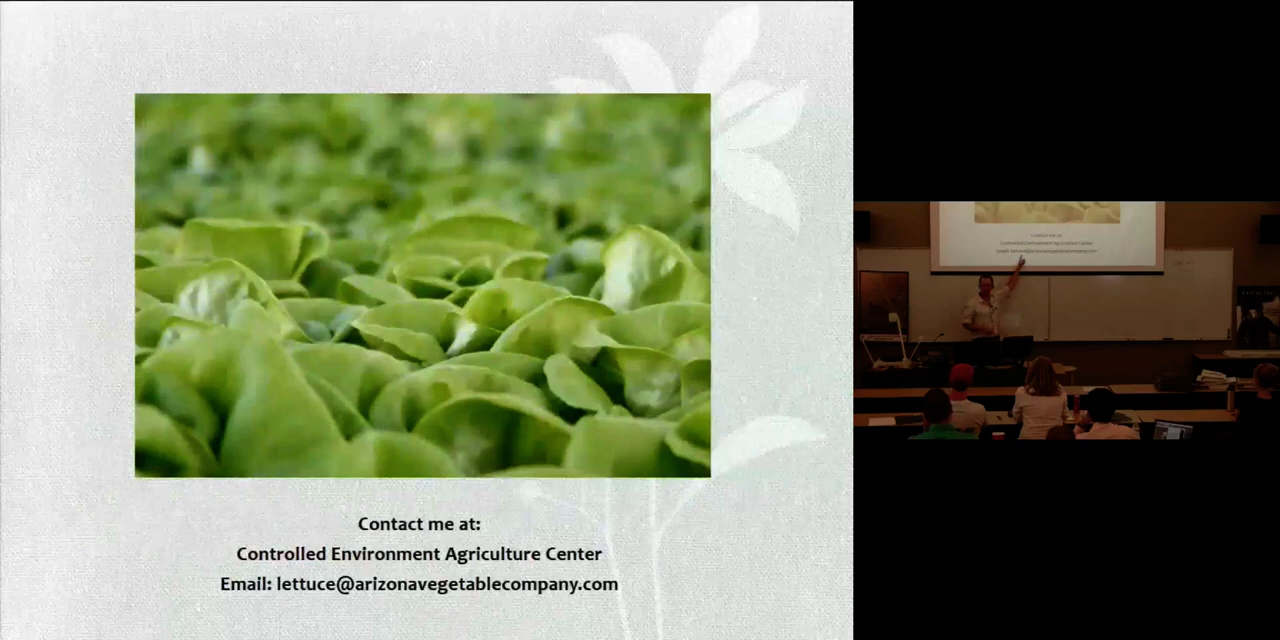 Contact me at:
Controlled Environment Agriculture Center
Email: lettuce@arizonavegetablecompany.com